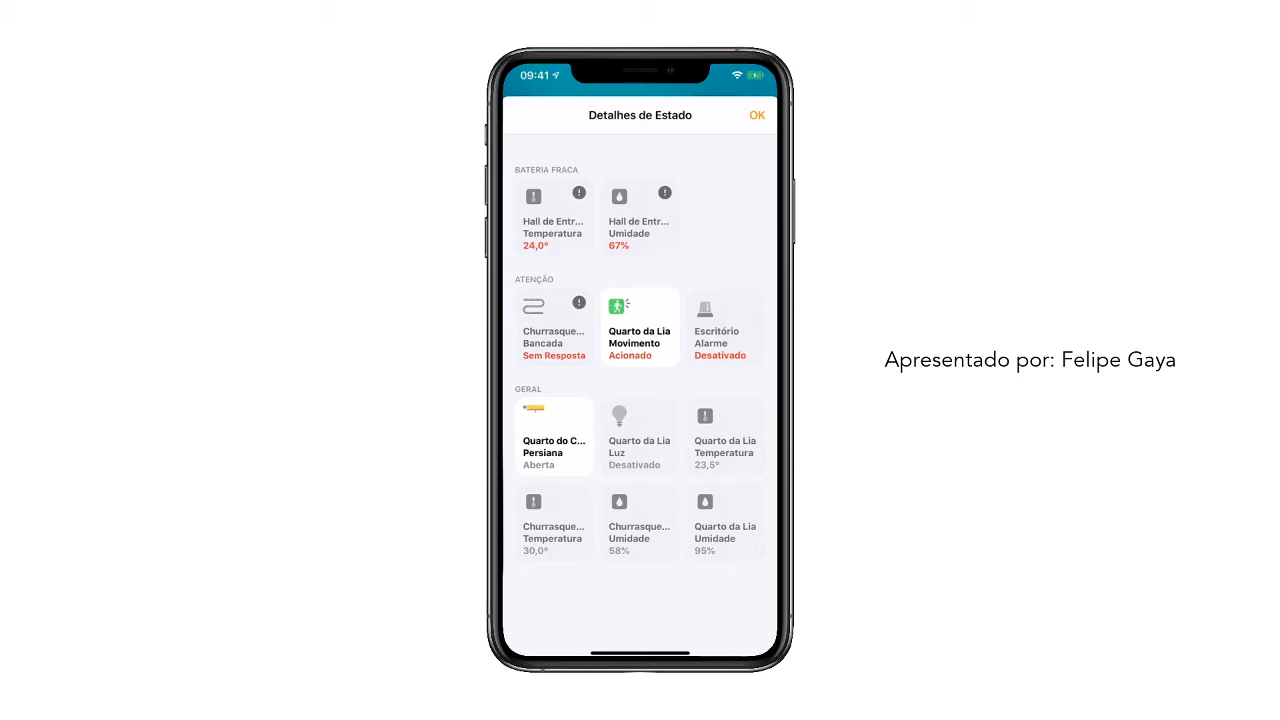 09:41
Detalhes de Estado
OK
BATERIA FRACA
Hall de Entr...
Temperatura
24,0°
Hall de Entr...
Umidade
67%
ATENÇÃO
Churrasque...
Bancada
Sem Resposta
Quarto da Lia
Movimento
Acionado
Escritório
Alarme
Desativado
GERAL
Quarto do C...
Persiana
Aberta
Quarto da Lia
Luz
Desativado
Quarto da Lia
Temperatura
23,5°
Churrasque...
Temperatura
30,0°
Churrasque...
Umidade
58%
Quarto da Lia
Umidade
95%
Apresentado por: Felipe Gaya